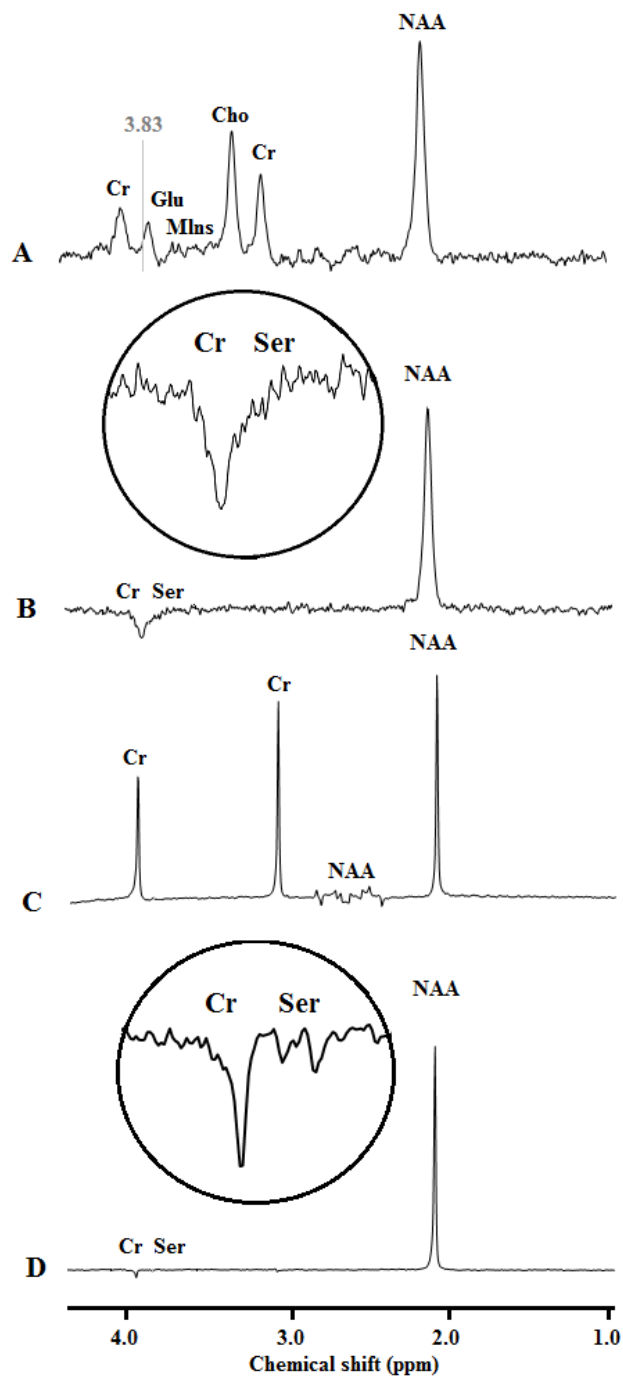 NAA
Cho
3.83
Cr
Cr
Glu
MIns
A
Cr Ser
NAA
Cr Ser
B
NAA
Cr
Cr
NAA
C
Cr Ser
NAA
Cr Ser
D
4.0 3.0 2.0 1.0
Chemical shift (ppm)